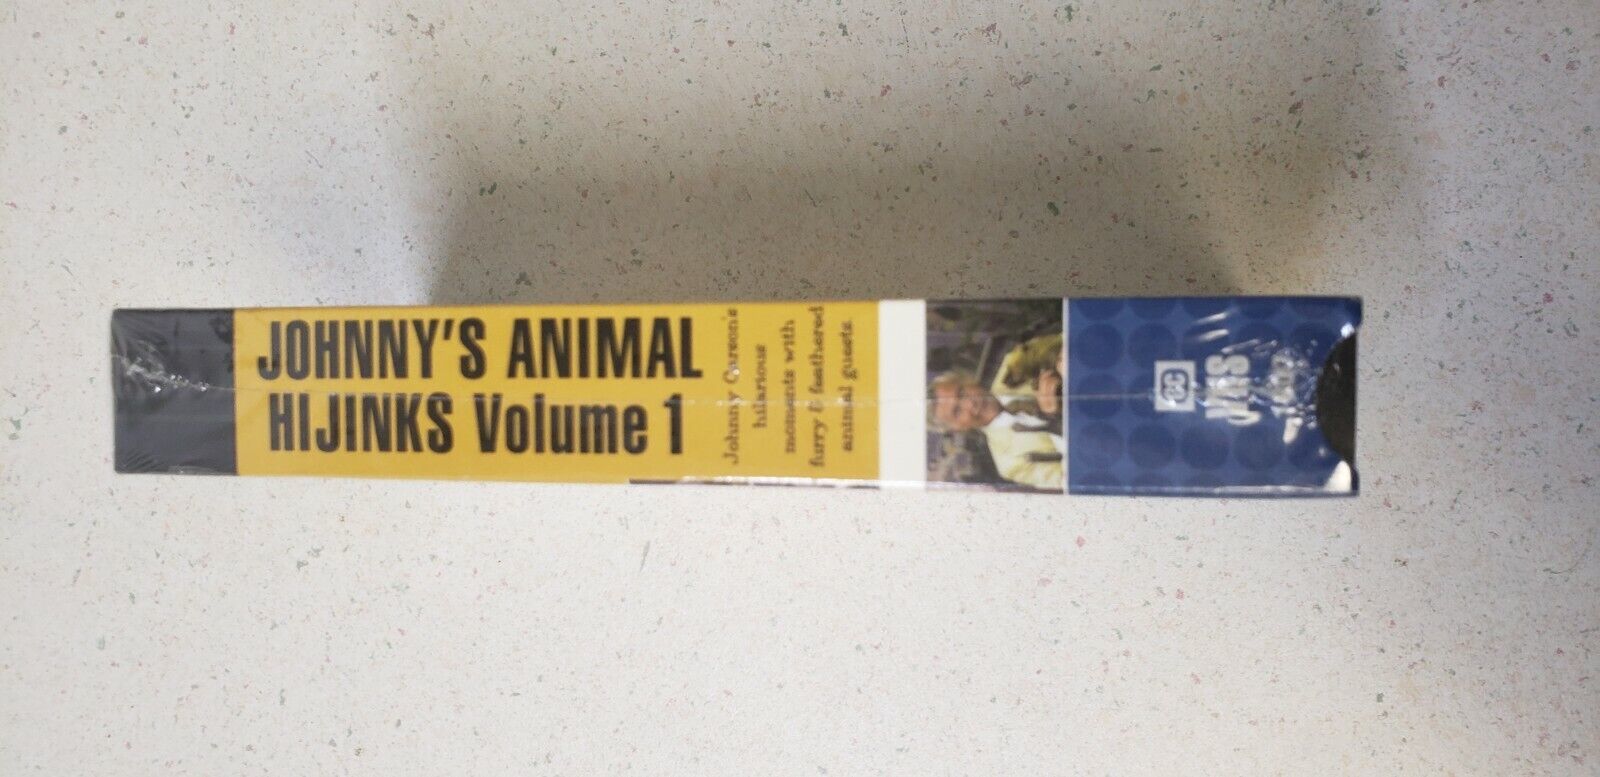 JOHNNY'S ANIMAL
HIJINKS Volume 1
Johnny Carson's
hilarious
moments with
furry & feathered
animal guests.
VHS